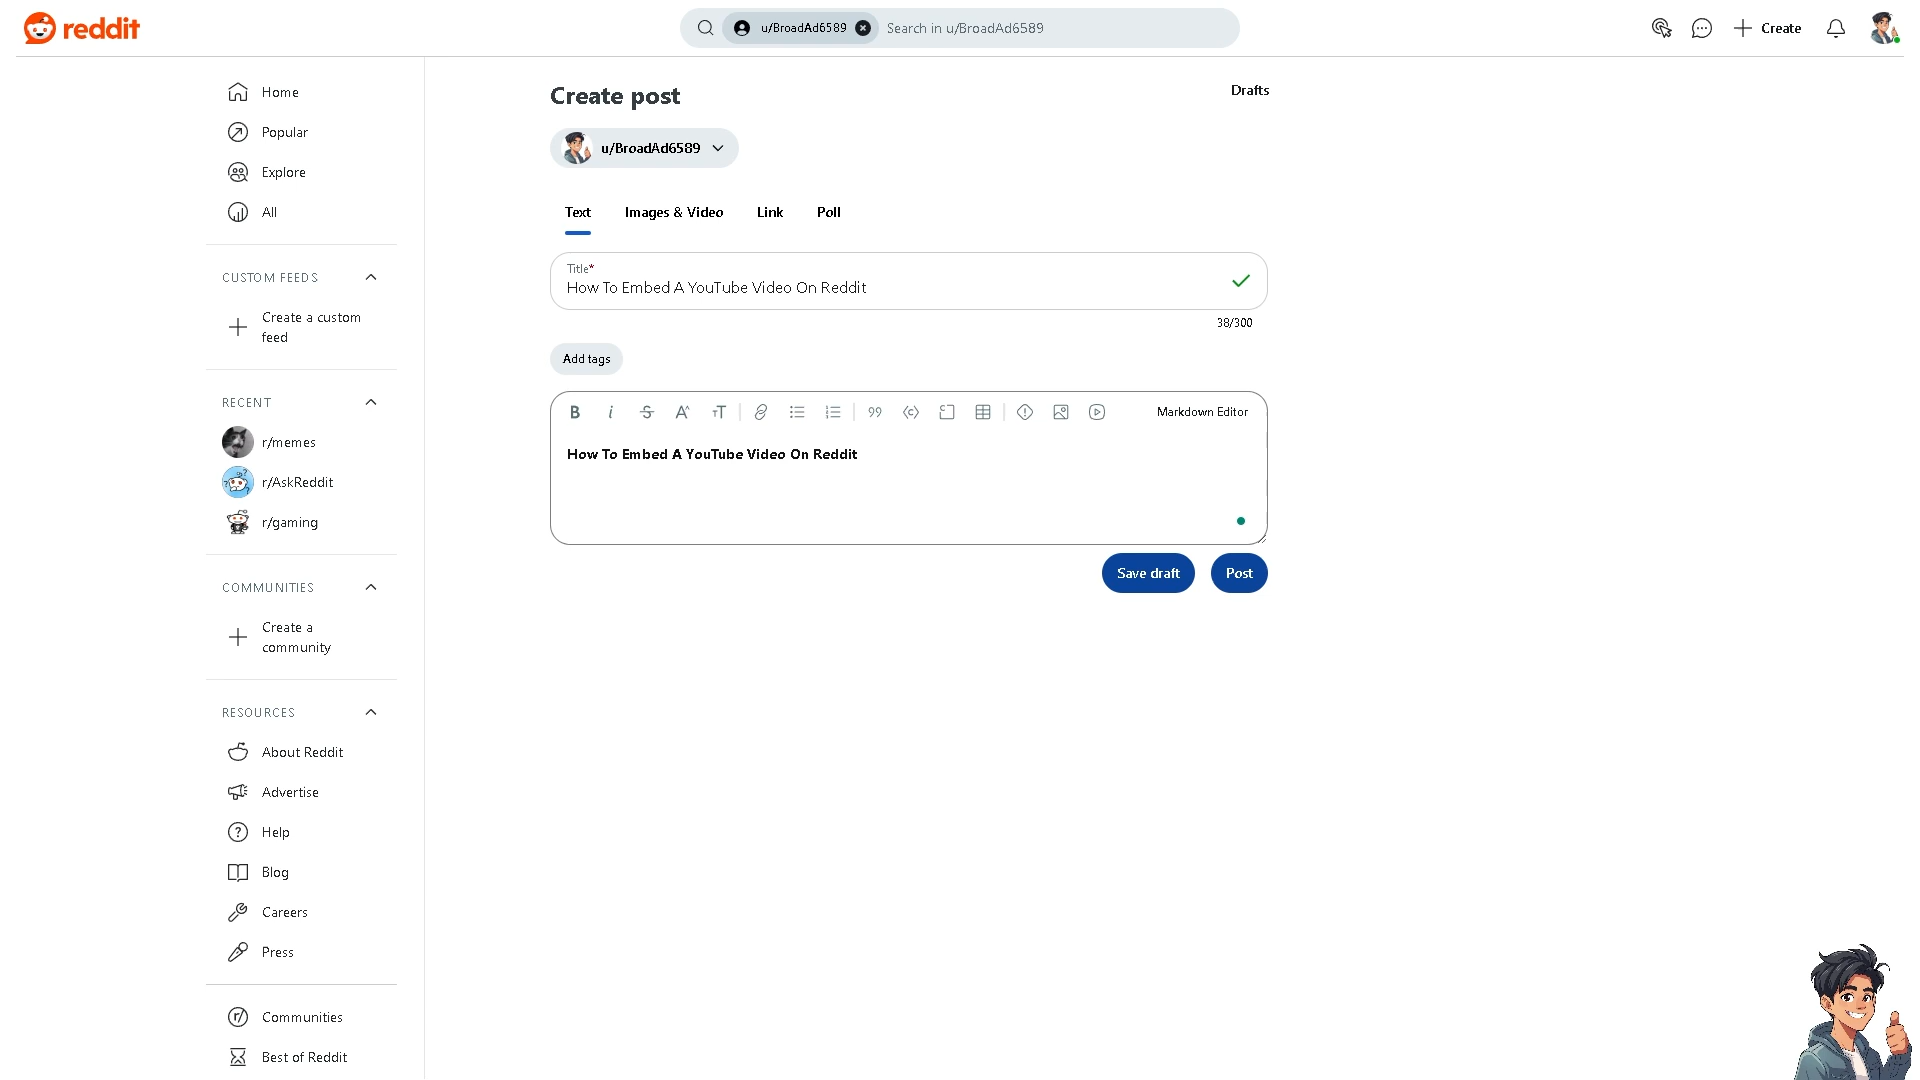 reddit
u/BroadAd6589
Search in u/BroadAd6589
Create
Home
Popular
Explore
All
CUSTOM FEEDS
Create a custom
feed
RECENT
r/memes
r/AskReddit
r/gaming
COMMUNITIES
Create a
community
RESOURCES
About Reddit
Advertise
Help
Blog
Careers
Press
Communities
Best of Reddit
Create post
Drafts
u/BroadAd6589
Text
Images & Video
Link
Poll
Title*
How To Embed A YouTube Video On Reddit
38/300
Add tags
Markdown Editor
How To Embed A YouTube Video On Reddit
Save draft
Post